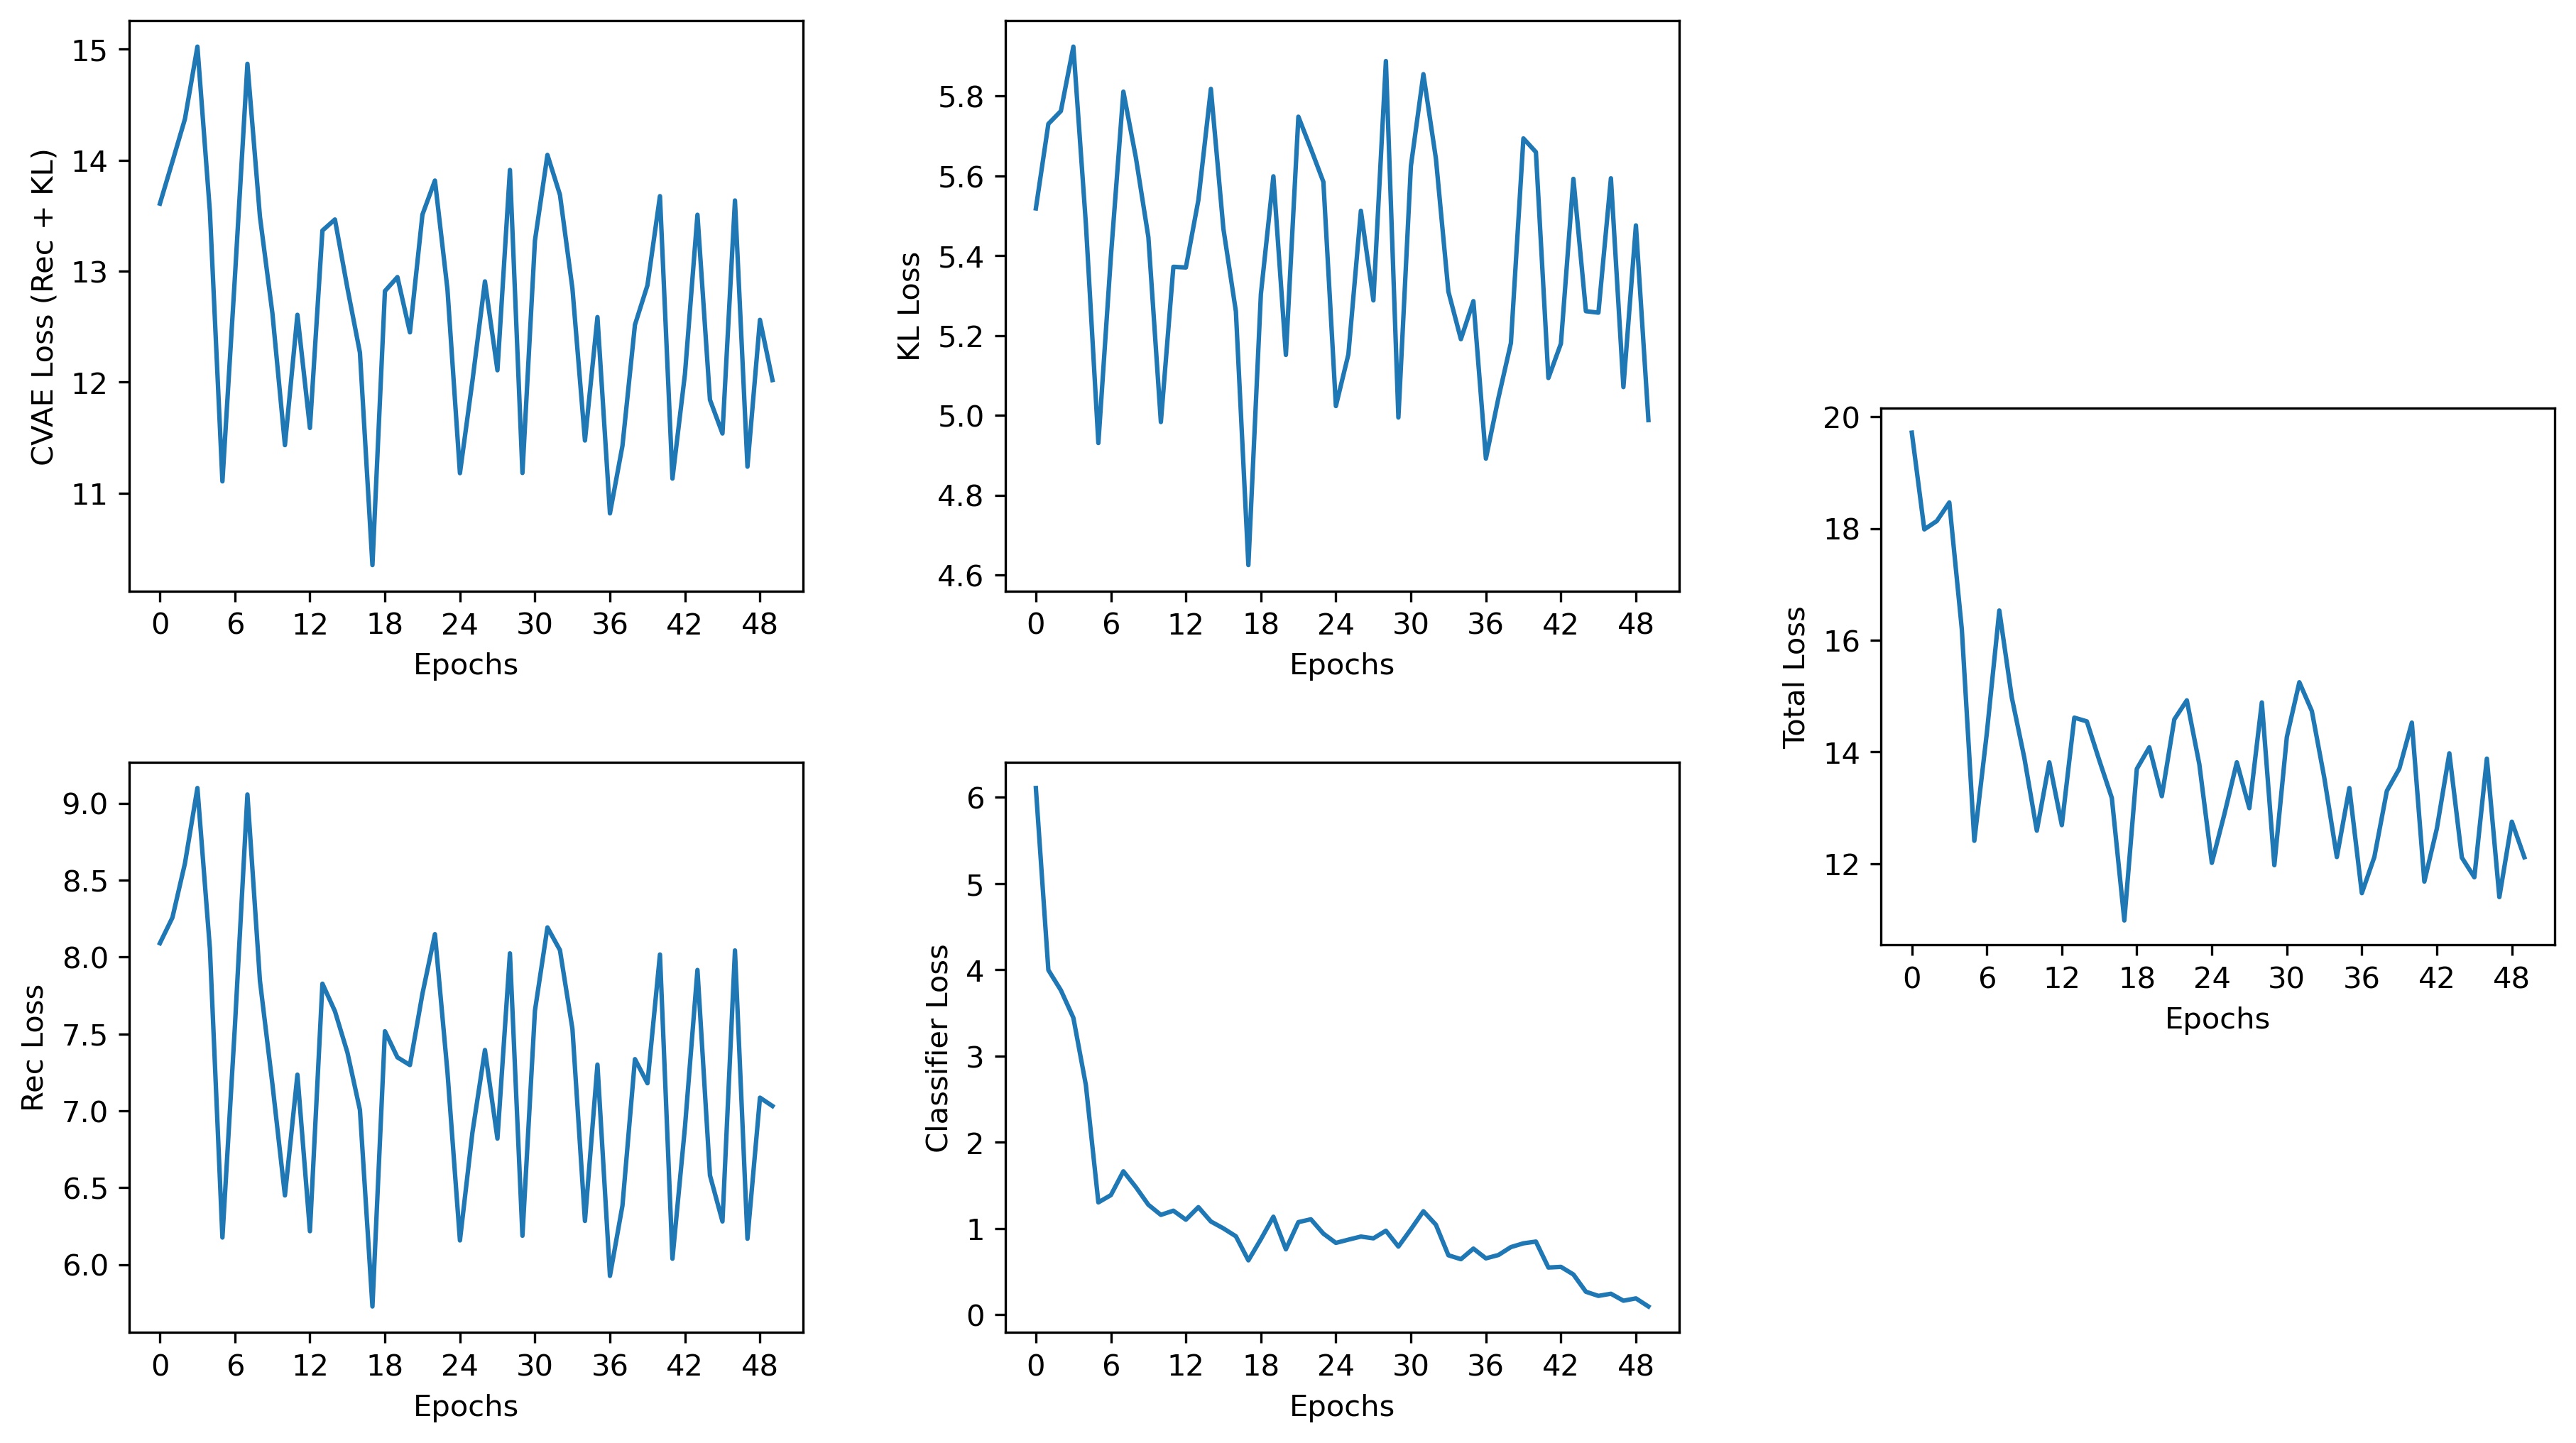 CVAE Loss (Rec + KL)
15
14
13
12
11
0 6 12 18 24 30 36 42 48
Epochs
KL Loss
5.8
5.6
5.4
5.2
5.0
4.8
4.6
0 6 12 18 24 30 36 42 48
Epochs
Rec Loss
9.0
8.5
8.0
7.5
7.0
6.5
6.0
0 6 12 18 24 30 36 42 48
Epochs
Classifier Loss
6
5
4
3
2
1
0
0 6 12 18 24 30 36 42 48
Epochs
Total Loss
20
18
16
14
12
0 6 12 18 24 30 36 42 48
Epochs